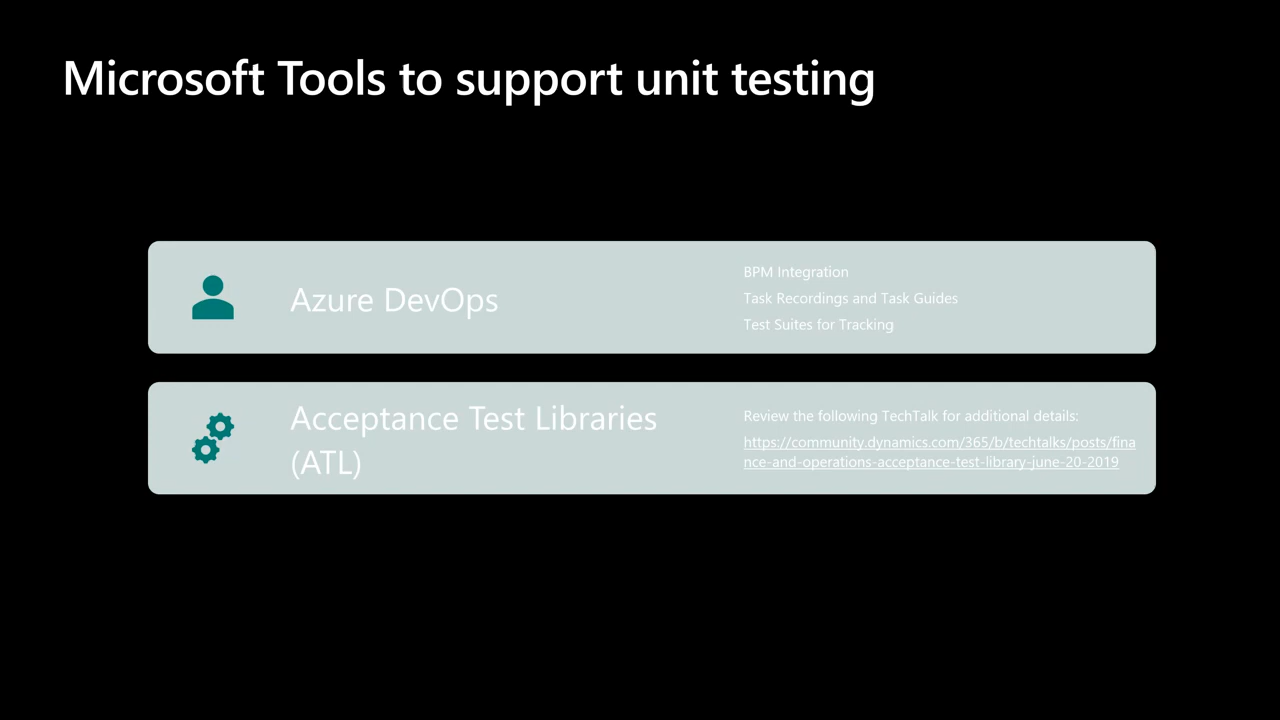 Microsoft Tools to support unit testing
Azure DevOps
BPM Integration
Task Recordings and Task Guides
Test Suites for Tracking
Acceptance Test Libraries
(ATL)
Review the following TechTalk for additional details:
https://community.dynamics.com/365/b/techtalks/posts/fina
nce-and-operations-acceptance-test-library-june-20-2019